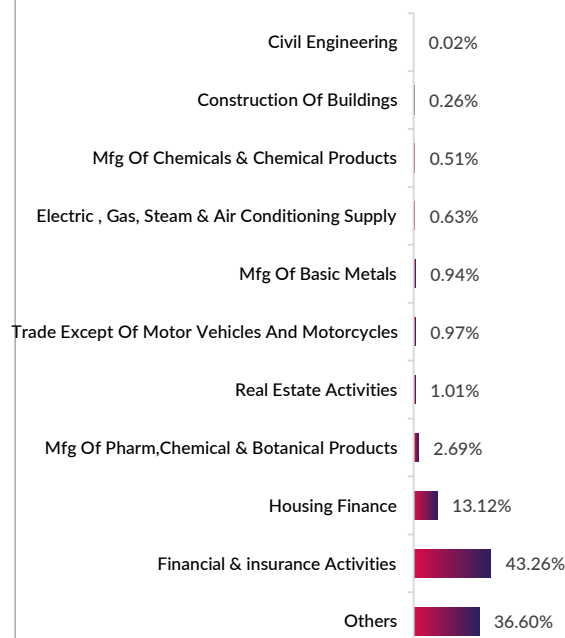 Civil Engineering 0.02%
Construction Of Buildings 0.26%
Mfg Of Chemicals & Chemical Products 0.51%
Electric , Gas, Steam & Air Conditioning Supply 0.63%
Mfg Of Basic Metals 0.94%
Trade Except Of Motor Vehicles And Motorcycles 0.97%
Real Estate Activities 1.01%
Mfg Of Pharm,Chemical & Botanical Products 2.69%
Housing Finance 13.12%
Financial & insurance Activities 43.26%
Others 36.60%